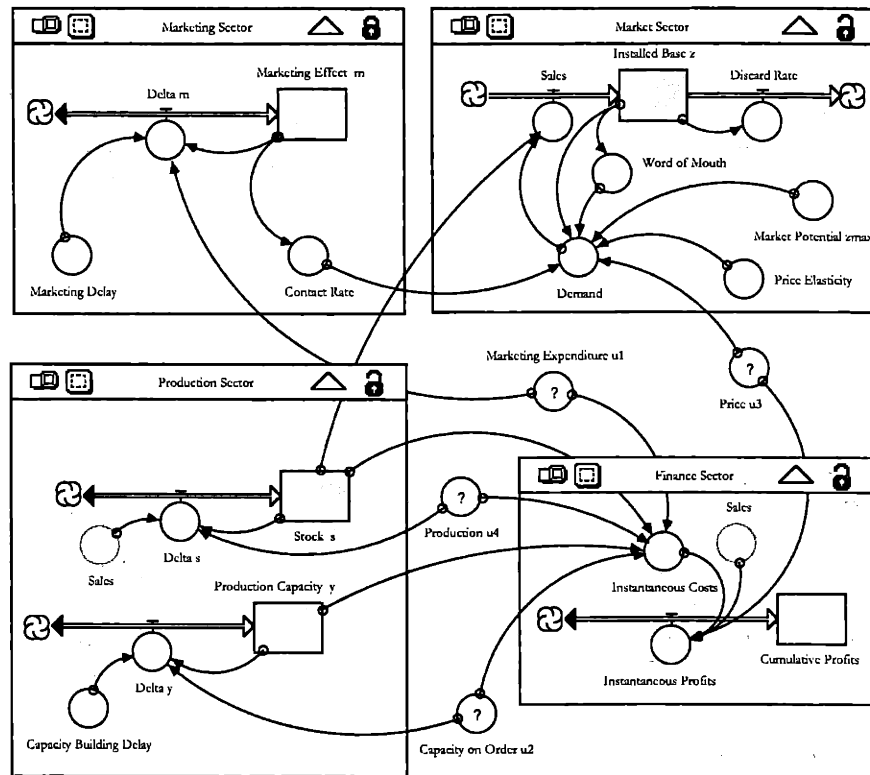 Marketing Sector
Marketing Effect m
Delta m
Marketing Delay
Contact Rate
Market Sector
Installed Base z
Sales
Discard Rate
Word of Mouth
Market Potential zmax
Price Elasticity
Demand
Marketing Expenditure u1
?
?
Price u3
Production Sector
Stock s
Sales
Delta s
?
Production u4
Production Capacity y
Delta y
Capacity Building Delay
?
Capacity on Order u2
Finance Sector
Sales
Instantaneous Costs
Instantaneous Profits
Cumulative Profits